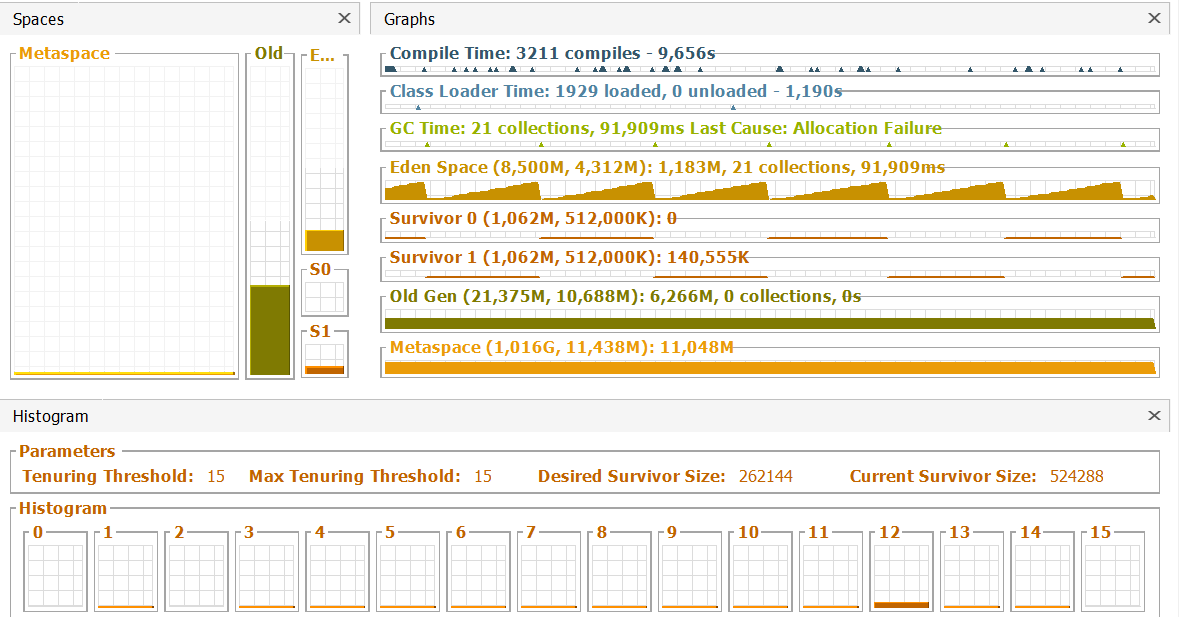 Spaces
Graphs
Metaspace
Old
E...
S0
S1
Compile Time: 3211 compiles - 9,656s
Class Loader Time: 1929 loaded, 0 unloaded - 1,190s
GC Time: 21 collections, 91,909ms Last Cause: Allocation Failure
Eden Space (8,500M, 4,312M): 1,183M, 21 collections, 91,909ms
Survivor 0 (1,062M, 512,000K): 0
Survivor 1 (1,062M, 512,000K): 140,555K
Old Gen (21,375M, 10,688M): 6,266M, 0 collections, 0s
Metaspace (1,016G, 11,438M): 11,048M
Histogram
Parameters
Tenuring Threshold: 15 Max Tenuring Threshold: 15 Desired Survivor Size: 262144 Current Survivor Size: 524288
Histogram
0 1 2 3 4 5 6 7 8 9 10 11 12 13 14 15